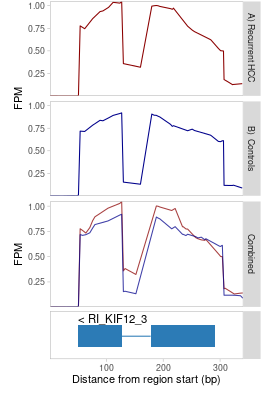 1.00
0.75
0.50
0.25
FPM
A) Recurrent HCC
1.00
0.75
0.50
0.25
B) Controls
1.00
0.75
0.50
0.25
FPM
Combined
< RI_KIF12_3
100
200
300
Distance from region start (bp)